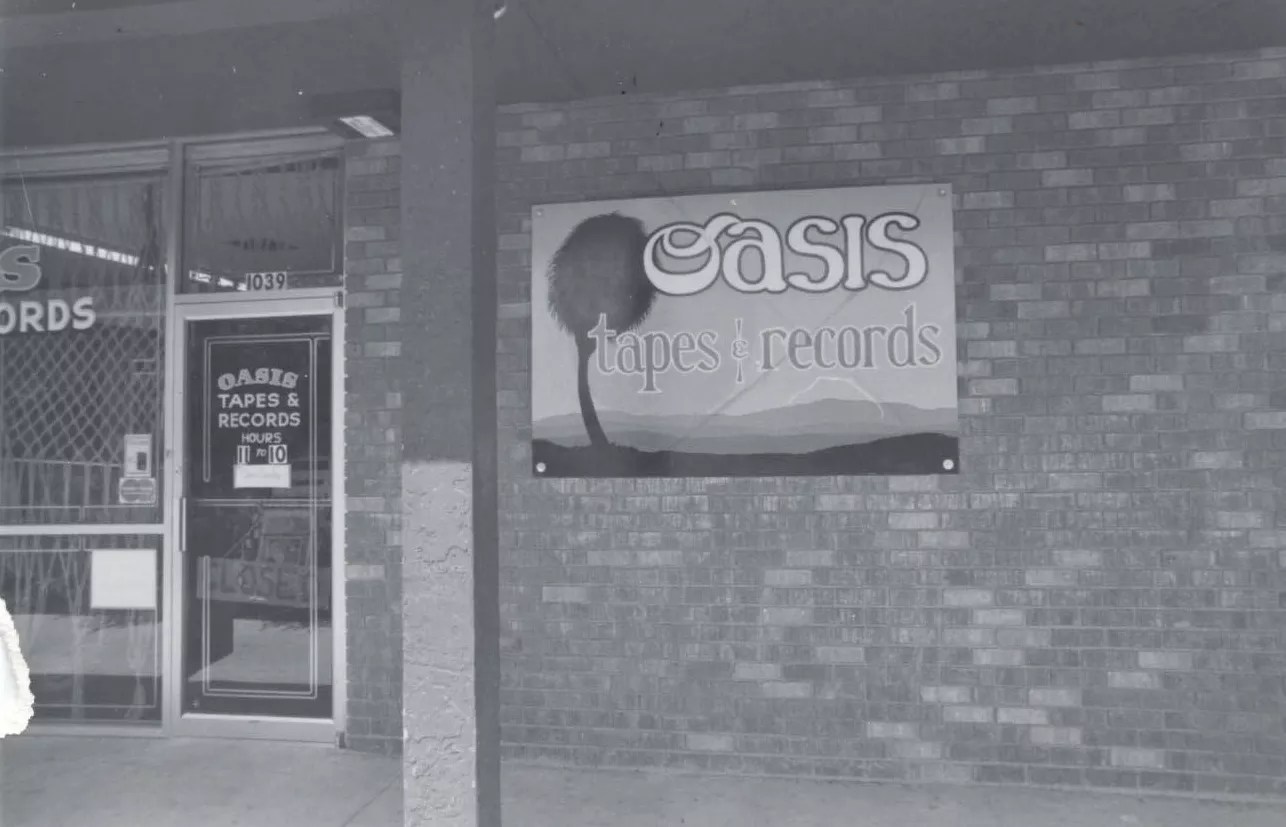 S
ORDS
1039
OASIS
TAPES &
RECORDS
HOURS
11 TO 10
CLOSED
Oasis
tapes & records